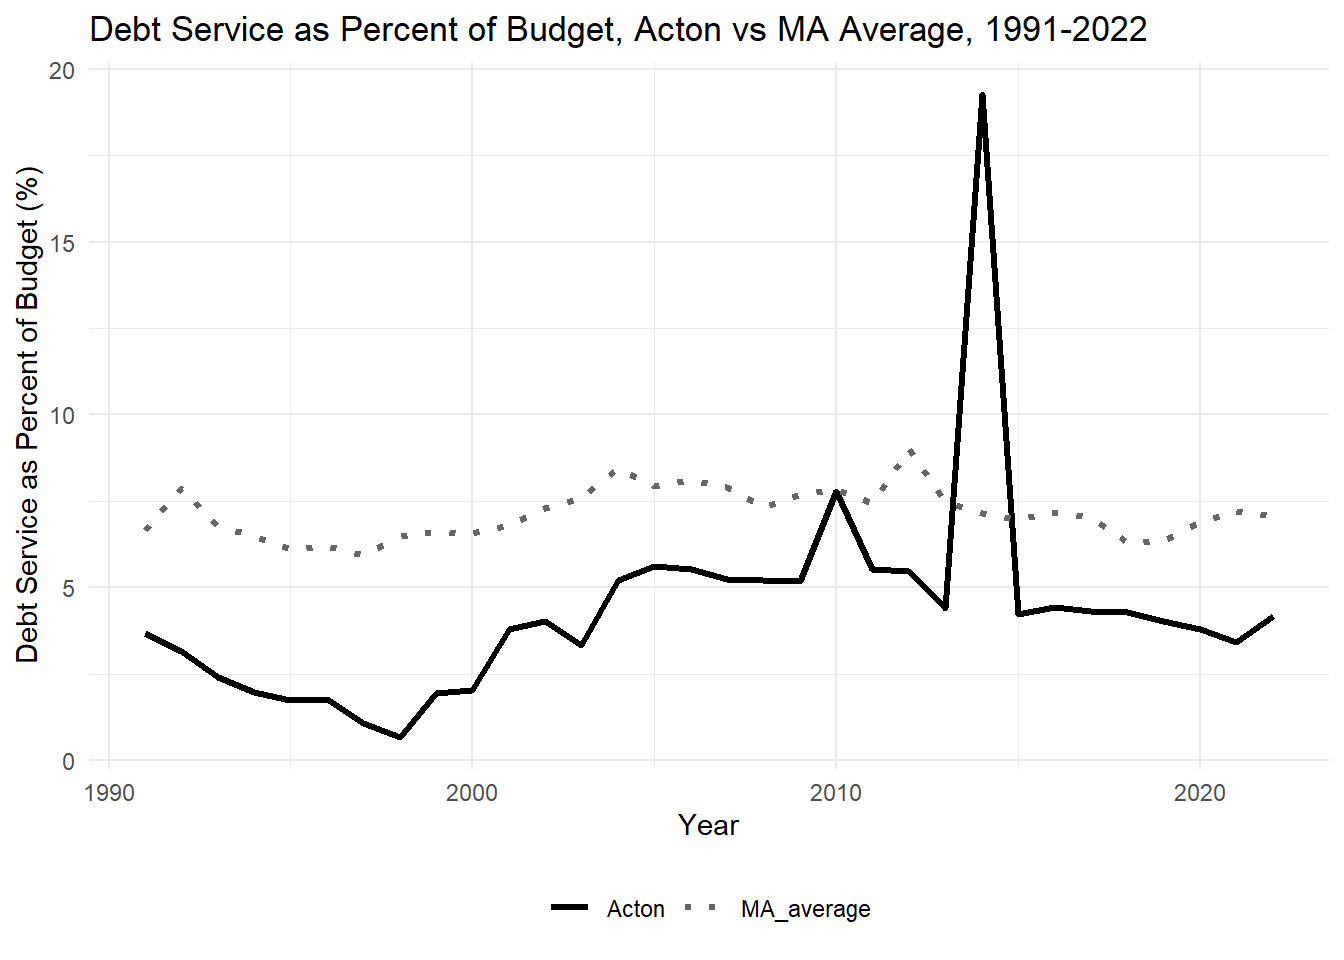 Debt Service as Percent of Budget, Acton vs MA Average, 1991-2022
Debt Service as Percent of Budget (%)
20
15
10
5
0
1990 2000 2010 2020
Year
Acton MA_average